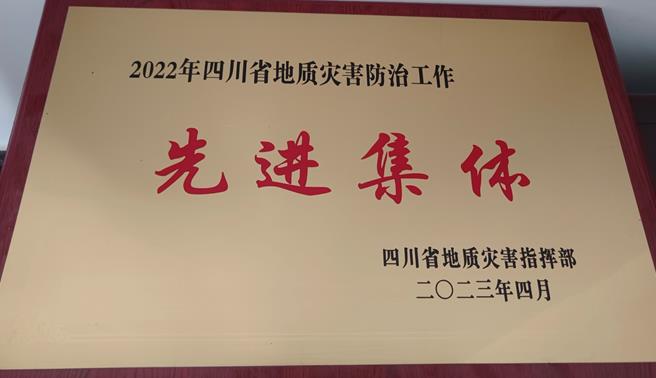 2022年四川省地质灾害防治工作
先进集体
四川省地质灾害指挥部
二〇二三年四月